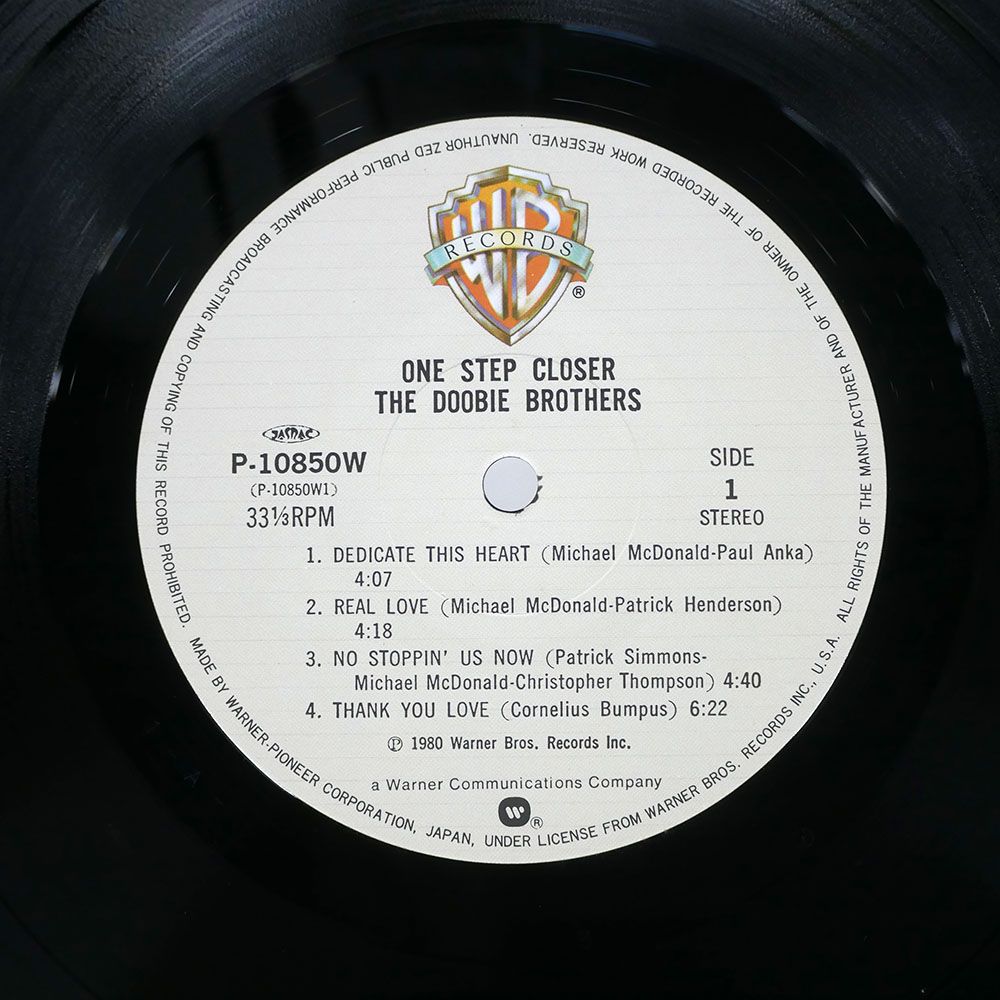 WB
RECORDS
®
ONE STEP CLOSER
THE DOOBIE BROTHERS
JASRAC
P-10850W
(P-10850W1)
33⅓RPM
SIDE
1
STEREO
1. DEDICATE THIS HEART (Michael McDonald-Paul Anka)
4:07
2. REAL LOVE (Michael McDonald-Patrick Henderson)
4:18
3. NO STOPPIN' US NOW (Patrick Simmons-
Michael McDonald-Christopher Thompson) 4:40
4. THANK YOU LOVE (Cornelius Bumpus) 6:22
℗ 1980 Warner Bros. Records Inc.
a Warner Communications Company
W
®
MADE BY WARNER-PIONEER CORPORATION, JAPAN, UNDER LICENSE FROM WARNER BROS. RECORDS INC., U.S.A. ALL RIGHTS OF THE MANUFACTURER AND OF THE OWNER OF THE RECORDED WORK RESERVED. UNAUTHOR ZED PUBLIC PERFORMANCE BROADCASTING AND COPYING OF THIS RECORD PROHIBITED.